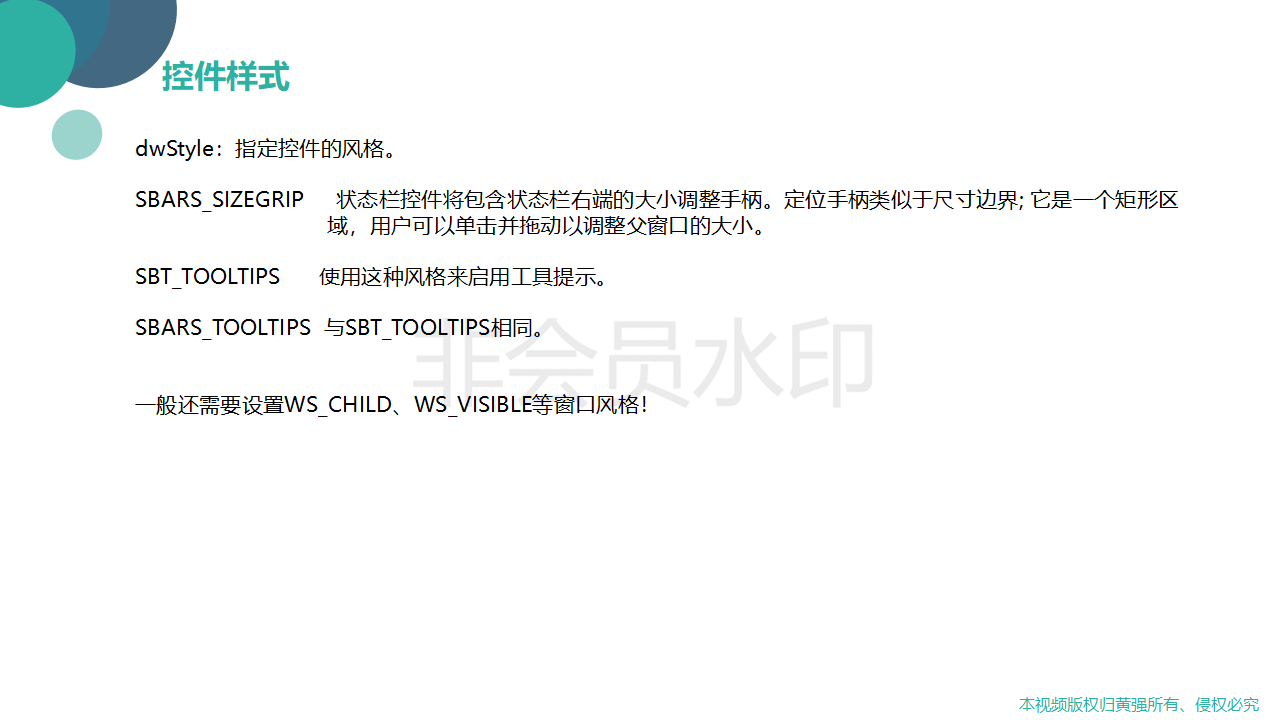 控件样式
dwStyle：指定控件的风格。
SBARS_SIZEGRIP 状态栏控件将包含状态栏右端的大小调整手柄。定位手柄类似于尺寸边界; 它是一个矩形区
域，用户可以单击并拖动以调整父窗口的大小。
SBT_TOOLTIPS 使用这种风格来启用工具提示。
SBARS_TOOLTIPS 与SBT_TOOLTIPS相同。
非会员水印
一般还需要设置WS_CHILD、WS_VISIBLE等窗口风格！
本视频版权归黄强所有、侵权必究